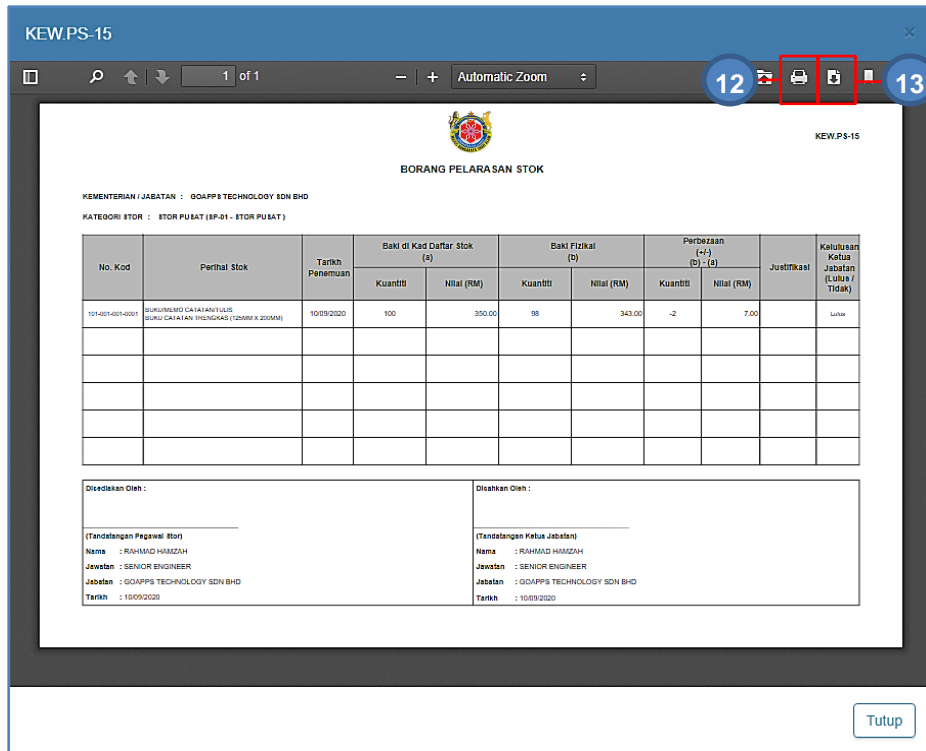 KEW.PS-15
×
1 of 1
Automatic Zoom
12
13
KEW.PS-15
BORANG PELARASAN STOK
KEMENTERIAN / JABATAN : GOAPPS TECHNOLOGY SDN BHD
KATEGORI STOR : STOR PUSAT (SP-01 - STOR PUSAT )
No. Kod
Perihal Stok
Tarikh
Penemuan
Baki di Kad Daftar Stok
(a)
Baki Fizikal
(b)
Perbezaan
(+/-)
(b) - (a)
Justifikasi
Kelulusan
Ketua
Jabatan
(Lulus /
Tidak)
Kuantiti
Nilai (RM)
Kuantiti
Nilai (RM)
Kuantiti
Nilai (RM)
101-001-001-0001
BUKU/MEMO CATATAN/TULIS
BUKU CATATAN TRENGKAS (125MM X 200MM)
10/09/2020
100
350.00
98
343.00
-2
7.00
Lulus
Disediakan Oleh :
(Tandatangan Pegawai Stor)
Nama : RAHMAD HAMZAH
Jawatan : SENIOR ENGINEER
Jabatan : GOAPPS TECHNOLOGY SDN BHD
Tarikh : 10/09/2020
Disahkan Oleh :
(Tandatangan Ketua Jabatan)
Nama : RAHMAD HAMZAH
Jawatan : SENIOR ENGINEER
Jabatan : GOAPPS TECHNOLOGY SDN BHD
Tarikh : 10/09/2020
Tutup